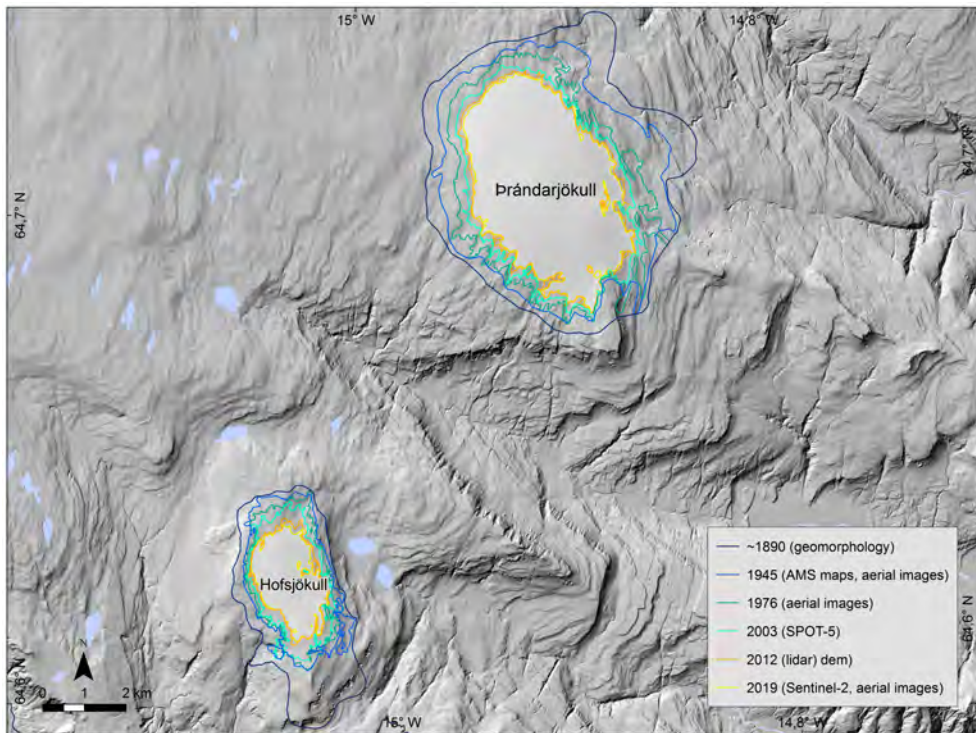 15° W
14,8° W
64,7° N
64,7° N
Þrándarjökull
Hofsjökull
~1890 (geomorphology)
1945 (AMS maps, aerial images)
1976 (aerial images)
2003 (SPOT-5)
2012 (lidar) dem)
2019 (Sentinel-2, aerial images)
64,6° N
64,6° N
N
0 1 2 km
15° W
14,8° W